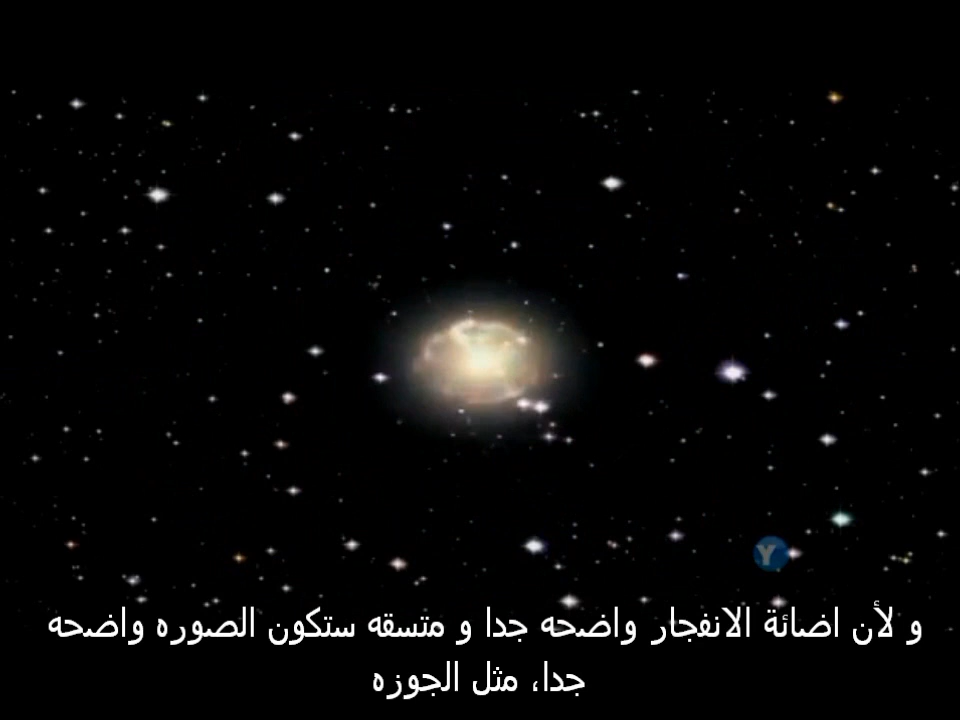 و لأن اضائة الانفجار واضحه جدا و متسقه ستكون الصوره واضحه
جدا، مثل الجوزه
Y